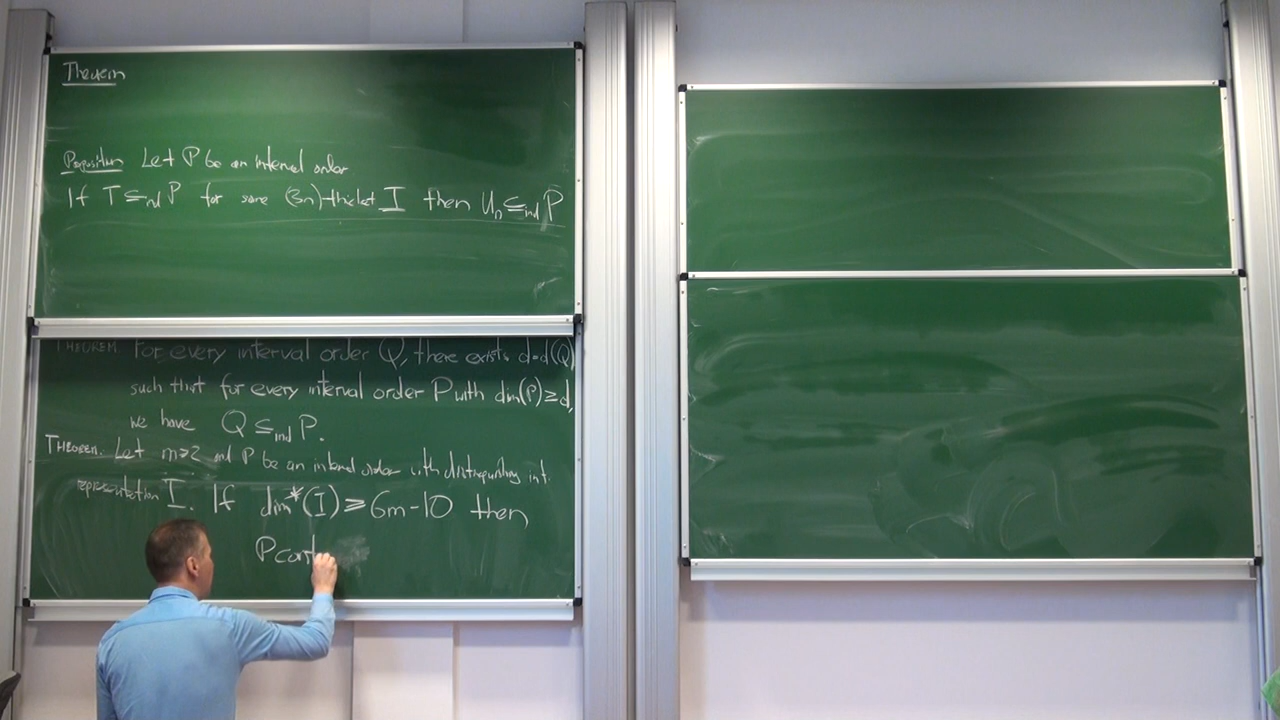 Theorem
Proposition Let P be an interval order
If T ⊆ind P for some (3n)-thicket I then Un ⊆ind P
THEOREM For every interval order Q, there exists d=d(Q)
such that for every interval order P with dim(P)≥d,
we have Q ⊆ind P.
THEOREM. Let m≥2 and P be an interval order with distinguishing int.
representation I. If dim*(I) ≥ 6m-10 then
P cont